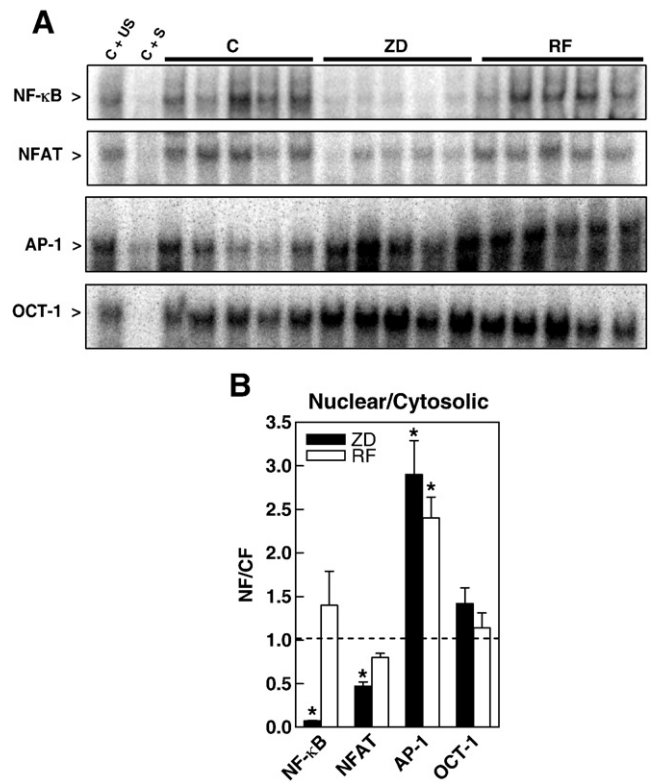 A
C + US
C + S
C
ZD
RF
NF-κB >
NFAT >
AP-1 >
OCT-1 >
B
Nuclear/Cytosolic
ZD
RF
NF/CF
3.5
3.0
2.5
2.0
1.5
1.0
0.5
0.0
*
*
*
*
NF-κB
NFAT
AP-1
OCT-1